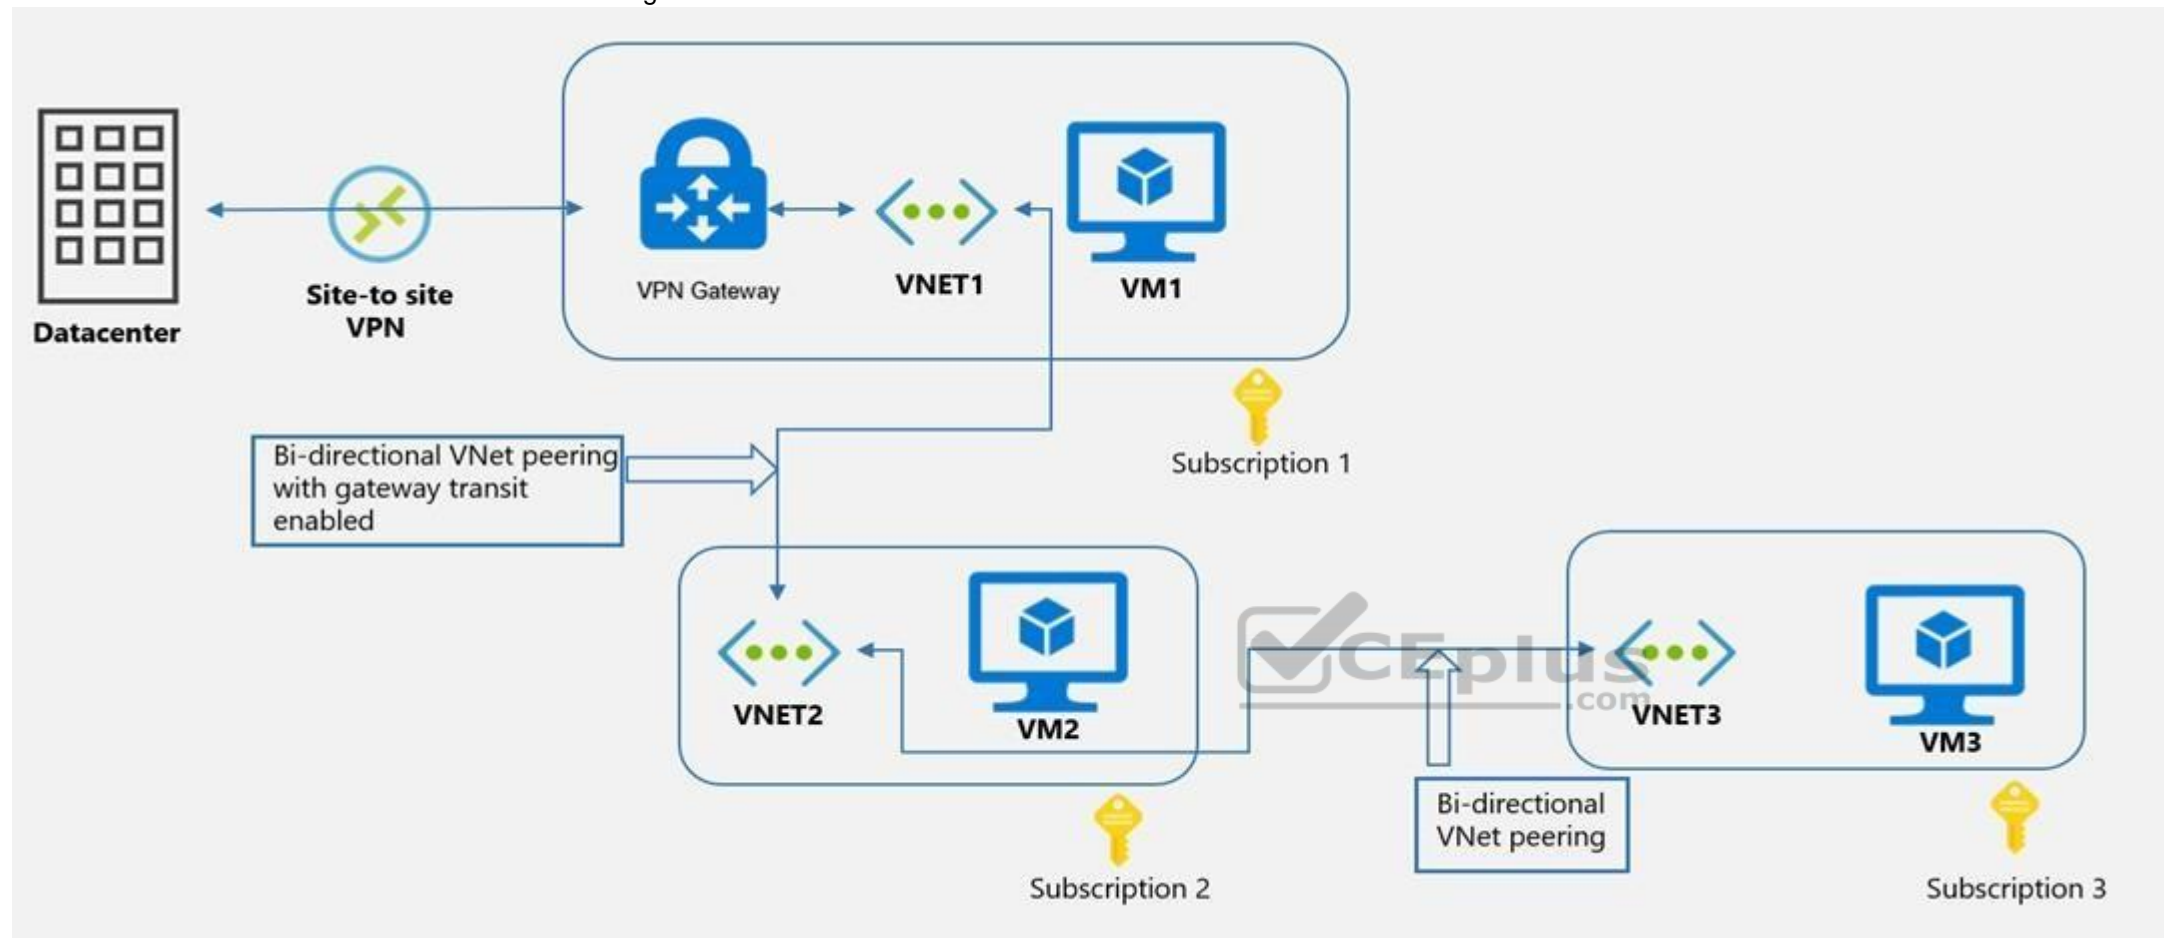 Datacenter
Site-to site
VPN
VPN Gateway
VNET1
VM1
Subscription 1
Bi-directional VNet peering
with gateway transit
enabled
VNET2
VM2
Subscription 2
CEplus
.com
VNET3
VM3
Bi-directional
VNet peering
Subscription 3